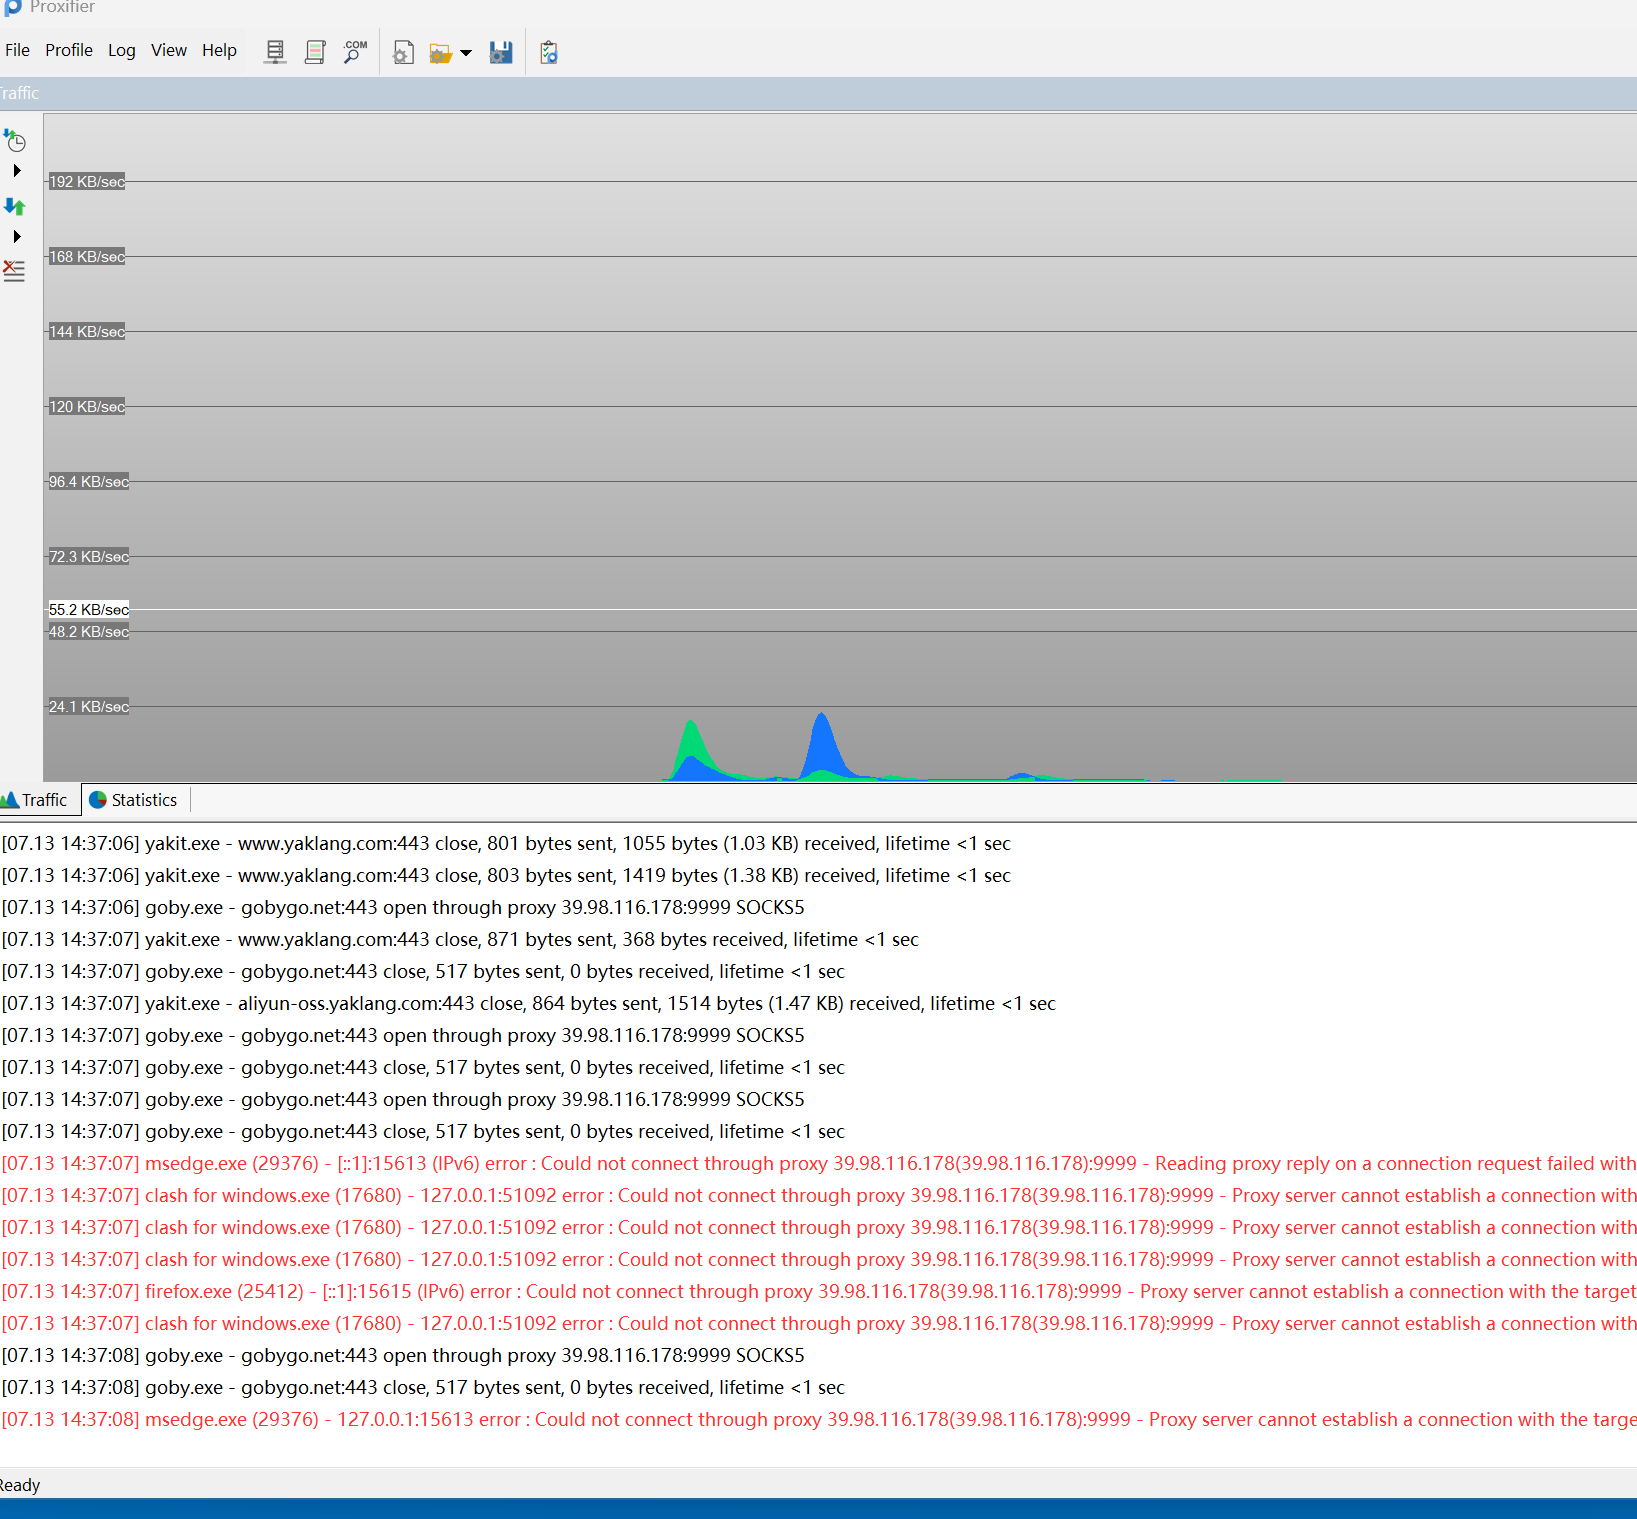 Proxifier
File Profile Log View Help .COM
Traffic
192 KB/sec
168 KB/sec
144 KB/sec
120 KB/sec
96.4 KB/sec
72.3 KB/sec
55.2 KB/sec
48.2 KB/sec
24.1 KB/sec
Traffic Statistics
[07.13 14:37:06] yakit.exe - www.yaklang.com:443 close, 801 bytes sent, 1055 bytes (1.03 KB) received, lifetime <1 sec
[07.13 14:37:06] yakit.exe - www.yaklang.com:443 close, 803 bytes sent, 1419 bytes (1.38 KB) received, lifetime <1 sec
[07.13 14:37:06] goby.exe - gobygo.net:443 open through proxy 39.98.116.178:9999 SOCKS5
[07.13 14:37:07] yakit.exe - www.yaklang.com:443 close, 871 bytes sent, 368 bytes received, lifetime <1 sec
[07.13 14:37:07] goby.exe - gobygo.net:443 close, 517 bytes sent, 0 bytes received, lifetime <1 sec
[07.13 14:37:07] yakit.exe - aliyun-oss.yaklang.com:443 close, 864 bytes sent, 1514 bytes (1.47 KB) received, lifetime <1 sec
[07.13 14:37:07] goby.exe - gobygo.net:443 open through proxy 39.98.116.178:9999 SOCKS5
[07.13 14:37:07] goby.exe - gobygo.net:443 close, 517 bytes sent, 0 bytes received, lifetime <1 sec
[07.13 14:37:07] goby.exe - gobygo.net:443 open through proxy 39.98.116.178:9999 SOCKS5
[07.13 14:37:07] goby.exe - gobygo.net:443 close, 517 bytes sent, 0 bytes received, lifetime <1 sec
[07.13 14:37:07] msedge.exe (29376) - [::1]:15613 (IPv6) error : Could not connect through proxy 39.98.116.178(39.98.116.178):9999 - Reading proxy reply on a connection request failed with
[07.13 14:37:07] clash for windows.exe (17680) - 127.0.0.1:51092 error : Could not connect through proxy 39.98.116.178(39.98.116.178):9999 - Proxy server cannot establish a connection with
[07.13 14:37:07] clash for windows.exe (17680) - 127.0.0.1:51092 error : Could not connect through proxy 39.98.116.178(39.98.116.178):9999 - Proxy server cannot establish a connection with
[07.13 14:37:07] clash for windows.exe (17680) - 127.0.0.1:51092 error : Could not connect through proxy 39.98.116.178(39.98.116.178):9999 - Proxy server cannot establish a connection with
[07.13 14:37:07] firefox.exe (25412) - [::1]:15615 (IPv6) error : Could not connect through proxy 39.98.116.178(39.98.116.178):9999 - Proxy server cannot establish a connection with the target
[07.13 14:37:07] clash for windows.exe (17680) - 127.0.0.1:51092 error : Could not connect through proxy 39.98.116.178(39.98.116.178):9999 - Proxy server cannot establish a connection with
[07.13 14:37:08] goby.exe - gobygo.net:443 open through proxy 39.98.116.178:9999 SOCKS5
[07.13 14:37:08] goby.exe - gobygo.net:443 close, 517 bytes sent, 0 bytes received, lifetime <1 sec
[07.13 14:37:08] msedge.exe (29376) - 127.0.0.1:15613 error : Could not connect through proxy 39.98.116.178(39.98.116.178):9999 - Proxy server cannot establish a connection with the targe
Ready